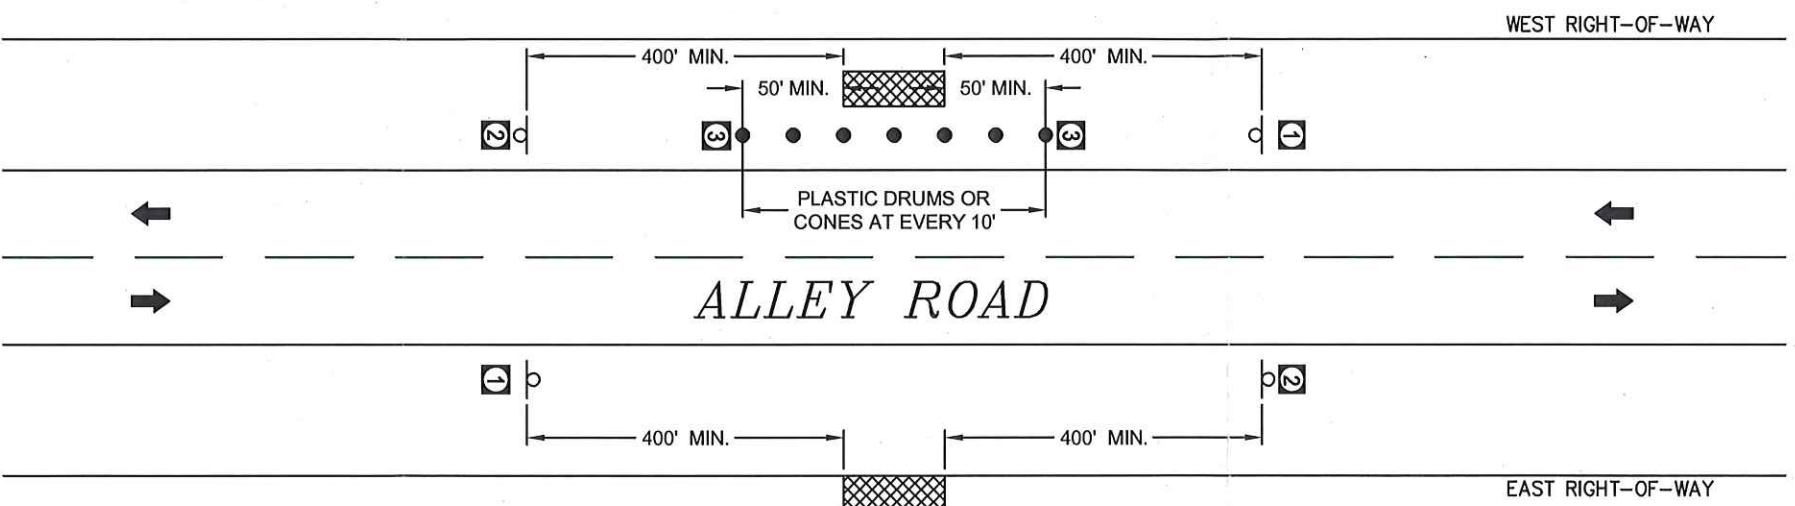 WEST RIGHT-OF-WAY
400' MIN.
400' MIN.
50' MIN.
50' MIN.
2
3
3
1
PLASTIC DRUMS OR
CONES AT EVERY 10'
ALLEY ROAD
1
2
400' MIN.
400' MIN.
EAST RIGHT-OF-WAY